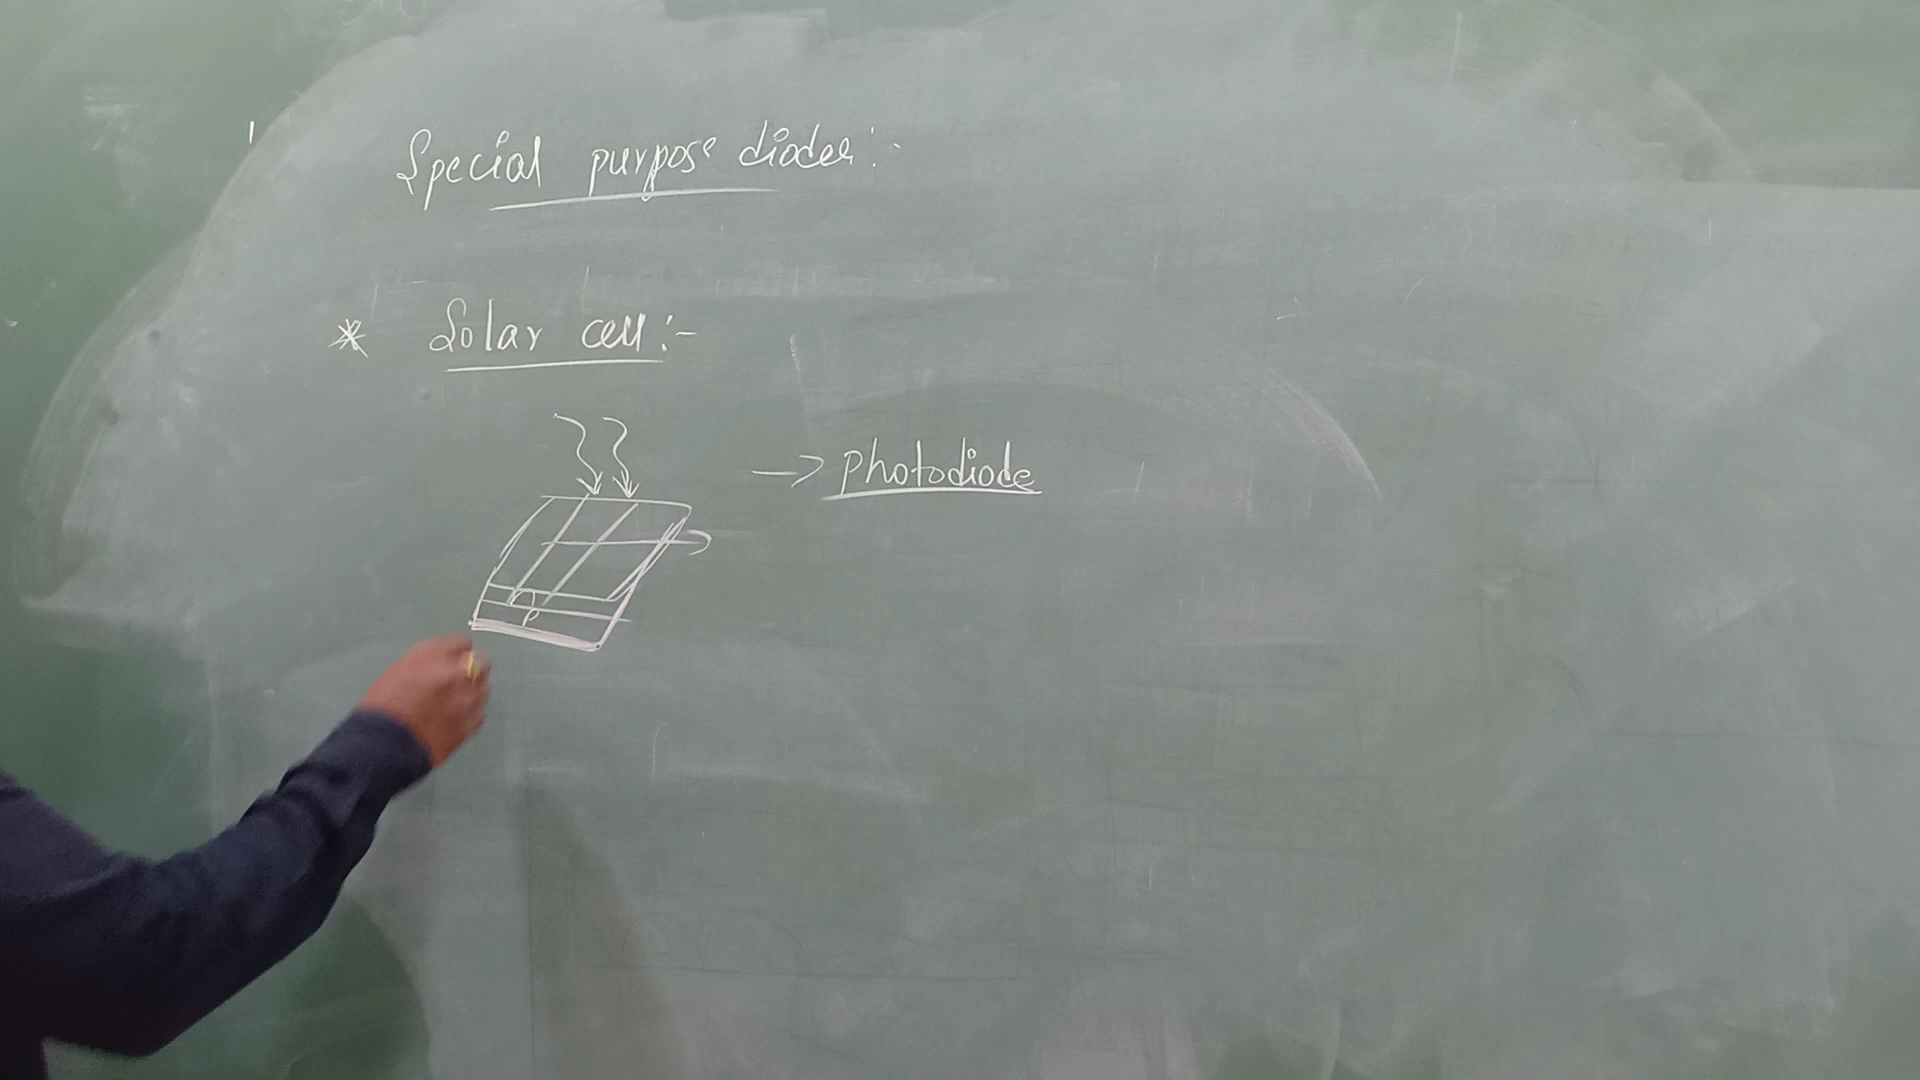 Special purpose diodes:-
* Solar cell:-
→ photodiode
n
p